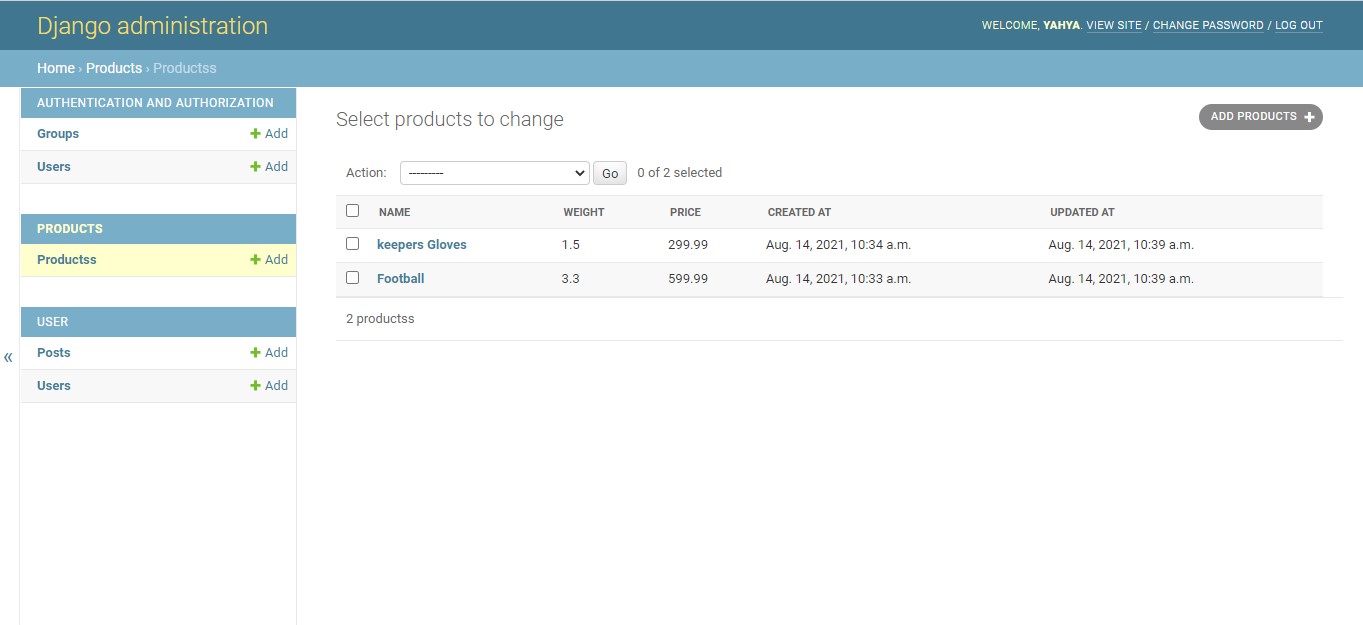 Django administration
WELCOME, YAHYA. VIEW SITE / CHANGE PASSWORD / LOG OUT
Home › Products › Productss
AUTHENTICATION AND AUTHORIZATION
Groups + Add
Users + Add
PRODUCTS
Productss + Add
USER
Posts + Add
Users + Add
«
Select products to change
ADD PRODUCTS +
Action: --------- Go 0 of 2 selected
NAME WEIGHT PRICE CREATED AT UPDATED AT
keepers Gloves 1.5 299.99 Aug. 14, 2021, 10:34 a.m. Aug. 14, 2021, 10:39 a.m.
Football 3.3 599.99 Aug. 14, 2021, 10:33 a.m. Aug. 14, 2021, 10:39 a.m.
2 productss